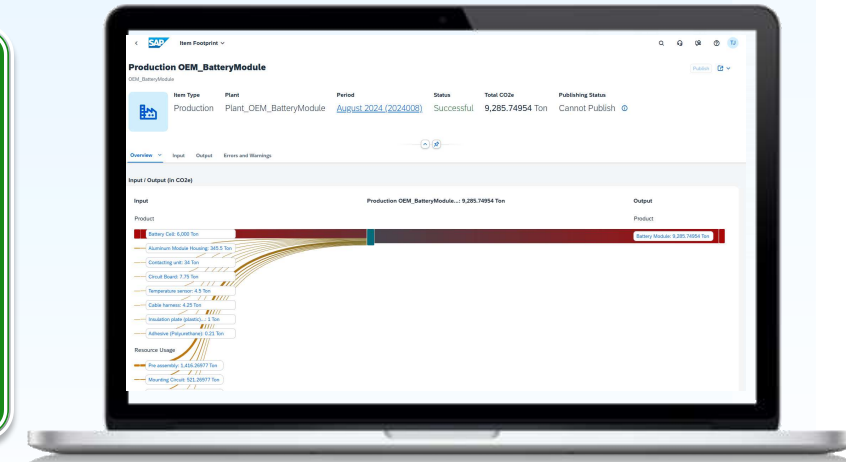 SAP Item Footprint
TJ
Production OEM_BatteryModule
OEM_BatteryModule
Publish
Item Type Plant Period Status Total CO2e Publishing Status
Production Plant_OEM_BatteryModule August 2024 (2024008) Successful 9,285.74954 Ton Cannot Publish
Overview Input Output Errors and Warnings
Input / Output (in CO2e)
Input Production OEM_BatteryModule...: 9,285.74954 Ton Output
Product Product
Battery Cell: 6,000 Ton Battery Module: 9,285.74954 Ton
Aluminum Module Housing: 345.5 Ton
Contacting unit: 34 Ton
Circuit Board: 7.75 Ton
Temperature sensor: 4.5 Ton
Cable harness: 4.25 Ton
Insulation plate (plastic)...: 1 Ton
Adhesive (Polyurethane): 0.21 Ton
Resource Usage
Pre assembly: 1,416.26977 Ton
Mounting Circuit: 521.26977 Ton